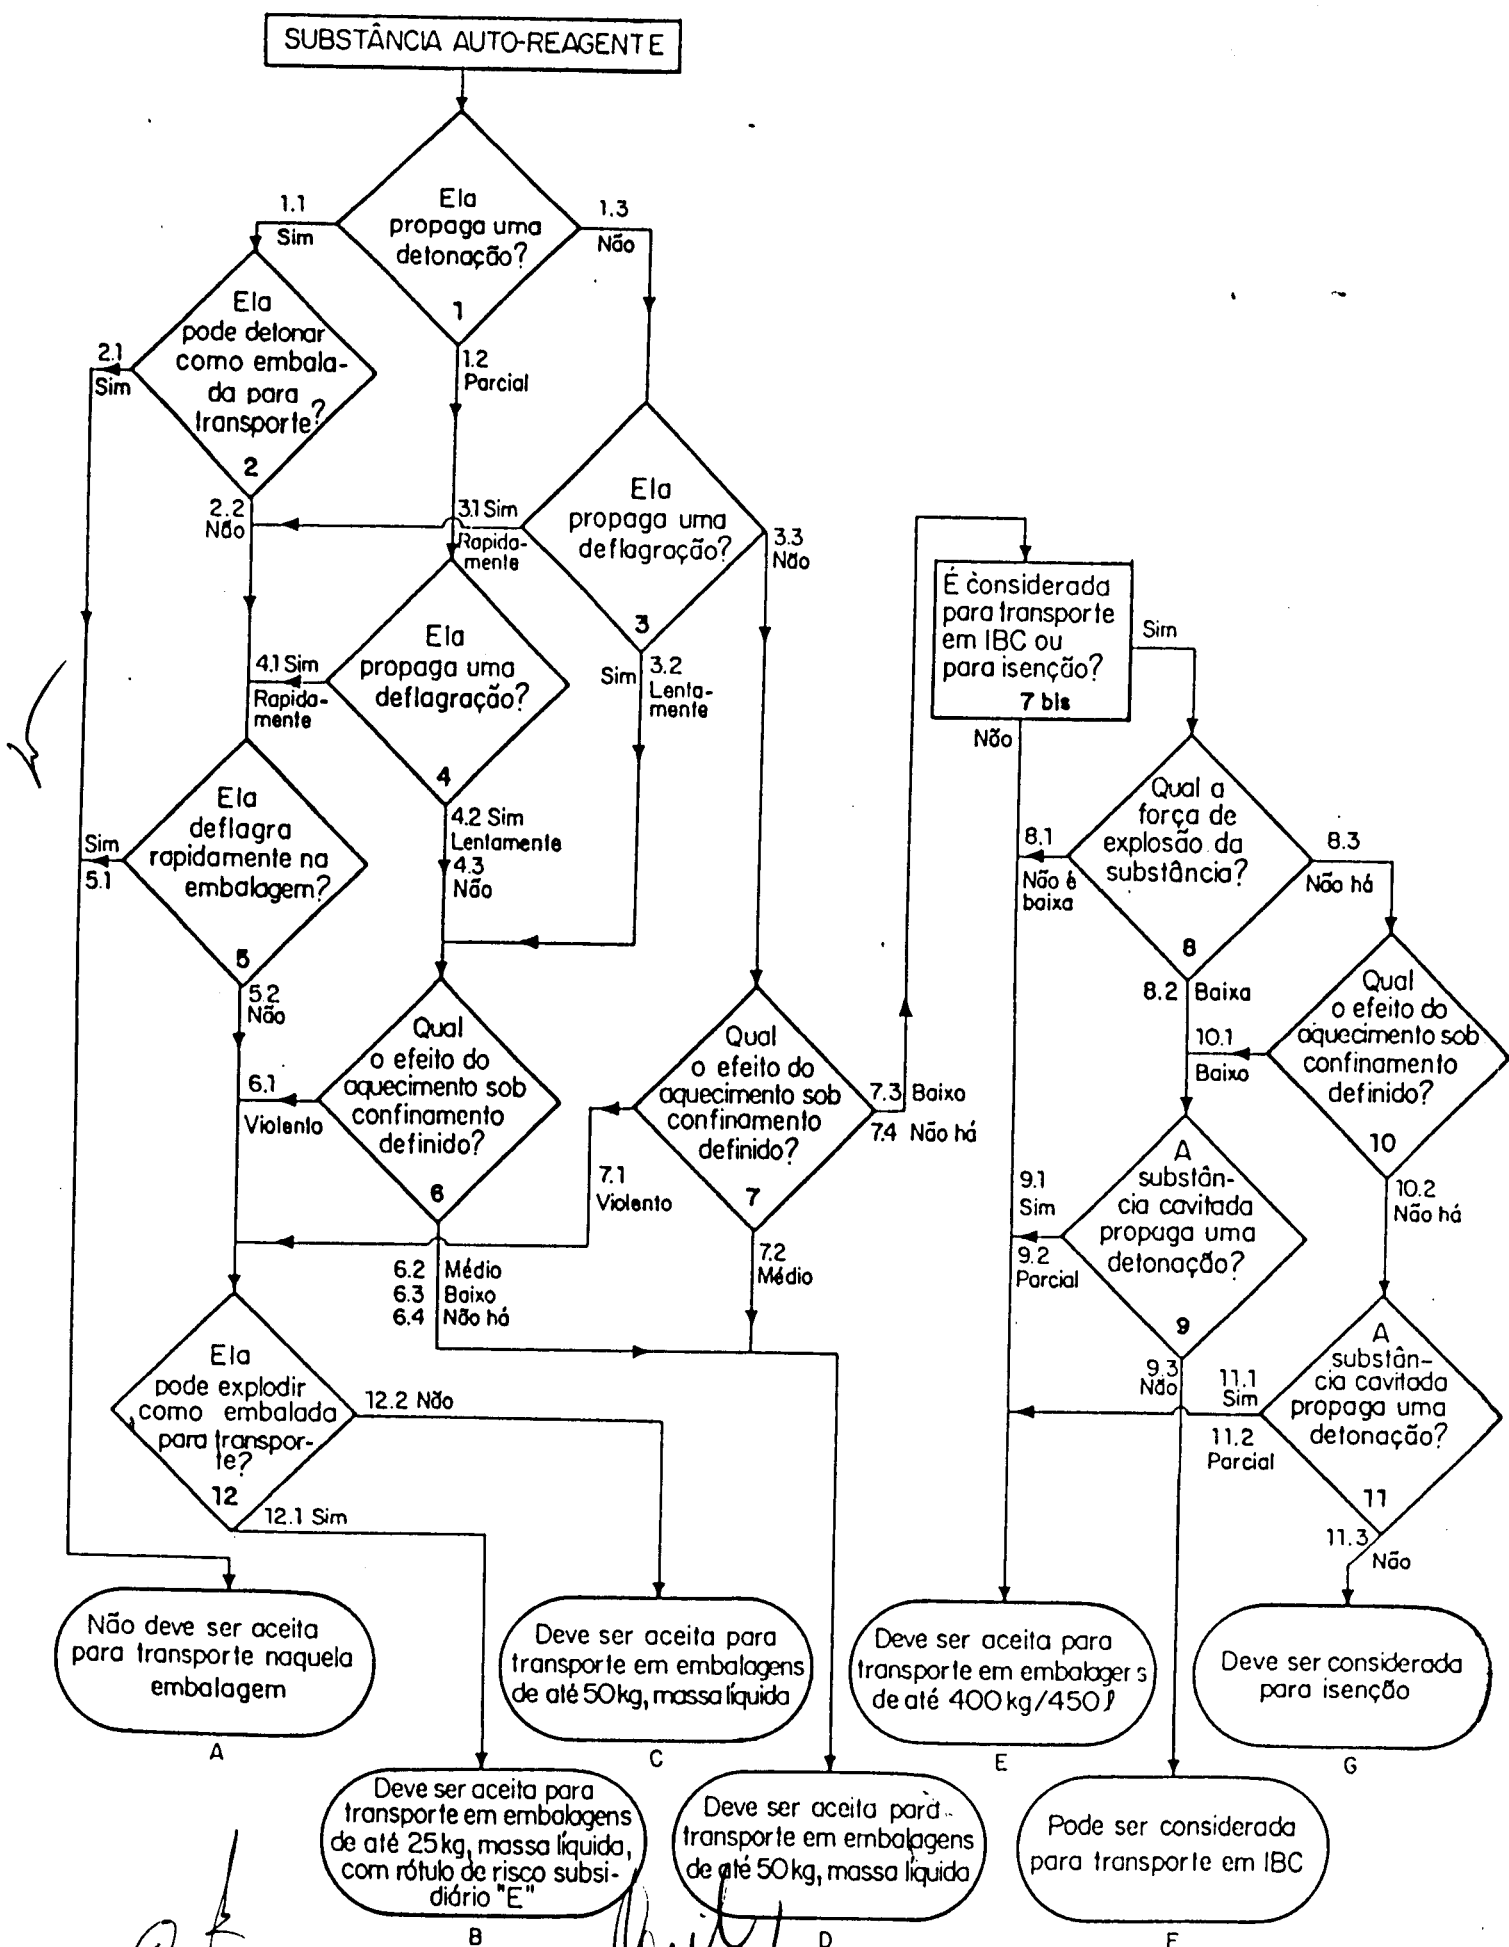 SUBSTÂNCIA AUTO-REAGENTE
Ela
propaga uma
detonação?
1
1.1
Sim
1.3
Não
1.2
Parcial
Ela
pode detonar
como embala-
da para
transporte?
2
2.1
Sim
2.2
Não
Ela
propaga uma
deflagração?
3
3.1 Sim
Rapida-
mente
3.3
Não
Sim
3.2
Lenta-
mente
Ela
propaga uma
deflagração?
4
4.1 Sim
Rapida-
mente
4.2 Sim
Lentamente
4.3
Não
Ela
deflagra
rapidamente na
embalagem?
5
Sim
5.1
5.2
Não
Qual
o efeito do
aquecimento sob
confinamento
definido?
6
6.1
Violento
6.2 Médio
6.3 Baixo
6.4 Não há
Qual
o efeito do
aquecimento sob
confinamento
definido?
7
7.1
Violento
7.2
Médio
7.3 Baixo
7.4 Não há
É considerada
para transporte
em IBC ou
para isenção?
7 bis
Sim
Não
Qual a
força de
explosão da
substância?
8
8.1
Não é
baixa
8.2 Baixa
8.3
Não há
Qual
o efeito do
aquecimento sob
confinamento
definido?
10
10.1
Baixo
10.2
Não há
A
substân-
cia cavitada
propaga uma
detonação?
9
9.1
Sim
9.2
Parcial
9.3
Não
A
substân-
cia cavitada
propaga uma
detonação?
11
11.1
Sim
11.2
Parcial
11.3
Não
Ela
pode explodir
como embalada
para transpor-
te?
12
12.2 Não
12.1 Sim
Não deve ser aceita
para transporte naquela
embalagem
A
Deve ser aceita para
transporte em embalagens
de até 25kg, massa líquida,
com rótulo de risco subsi-
diário "E"
B
Deve ser aceita para
transporte em embalagens
de até 50kg, massa líquida
C
Deve ser aceita para
transporte em embalagens
de até 50kg, massa líquida
D
Deve ser aceita para
transporte em embalagens
de até 400kg/450 l
E
Pode ser considerada
para transporte em IBC
F
Deve ser considerada
para isenção
G